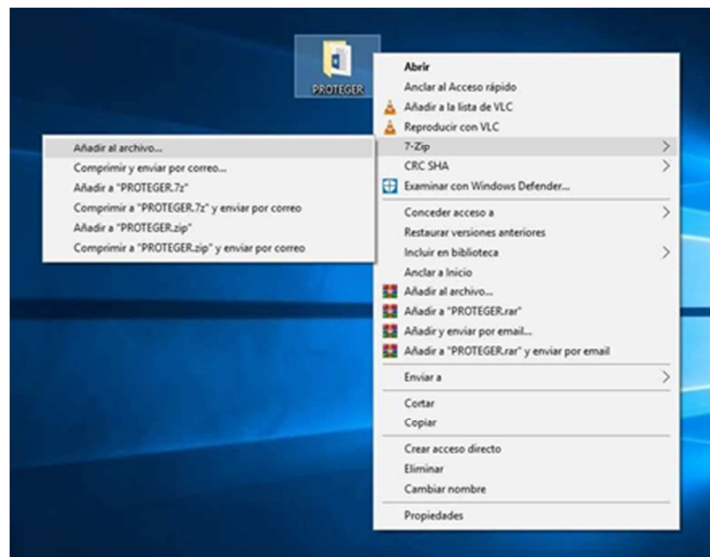 PROTEGER
Abrir
Anclar al Acceso rápido
Añadir a la lista de VLC
Reproducir con VLC
7-Zip
CRC SHA
Examinar con Windows Defender...
Conceder acceso a
Restaurar versiones anteriores
Incluir en biblioteca
Anclar a Inicio
Añadir al archivo...
Añadir a "PROTEGER.rar"
Añadir y enviar por email...
Añadir a "PROTEGER.rar" y enviar por email
Enviar a
Cortar
Copiar
Crear acceso directo
Eliminar
Cambiar nombre
Propiedades
Añadir al archivo...
Comprimir y enviar por correo...
Añadir a "PROTEGER.7z"
Comprimir a "PROTEGER.7z" y enviar por correo
Añadir a "PROTEGER.zip"
Comprimir a "PROTEGER.zip" y enviar por correo